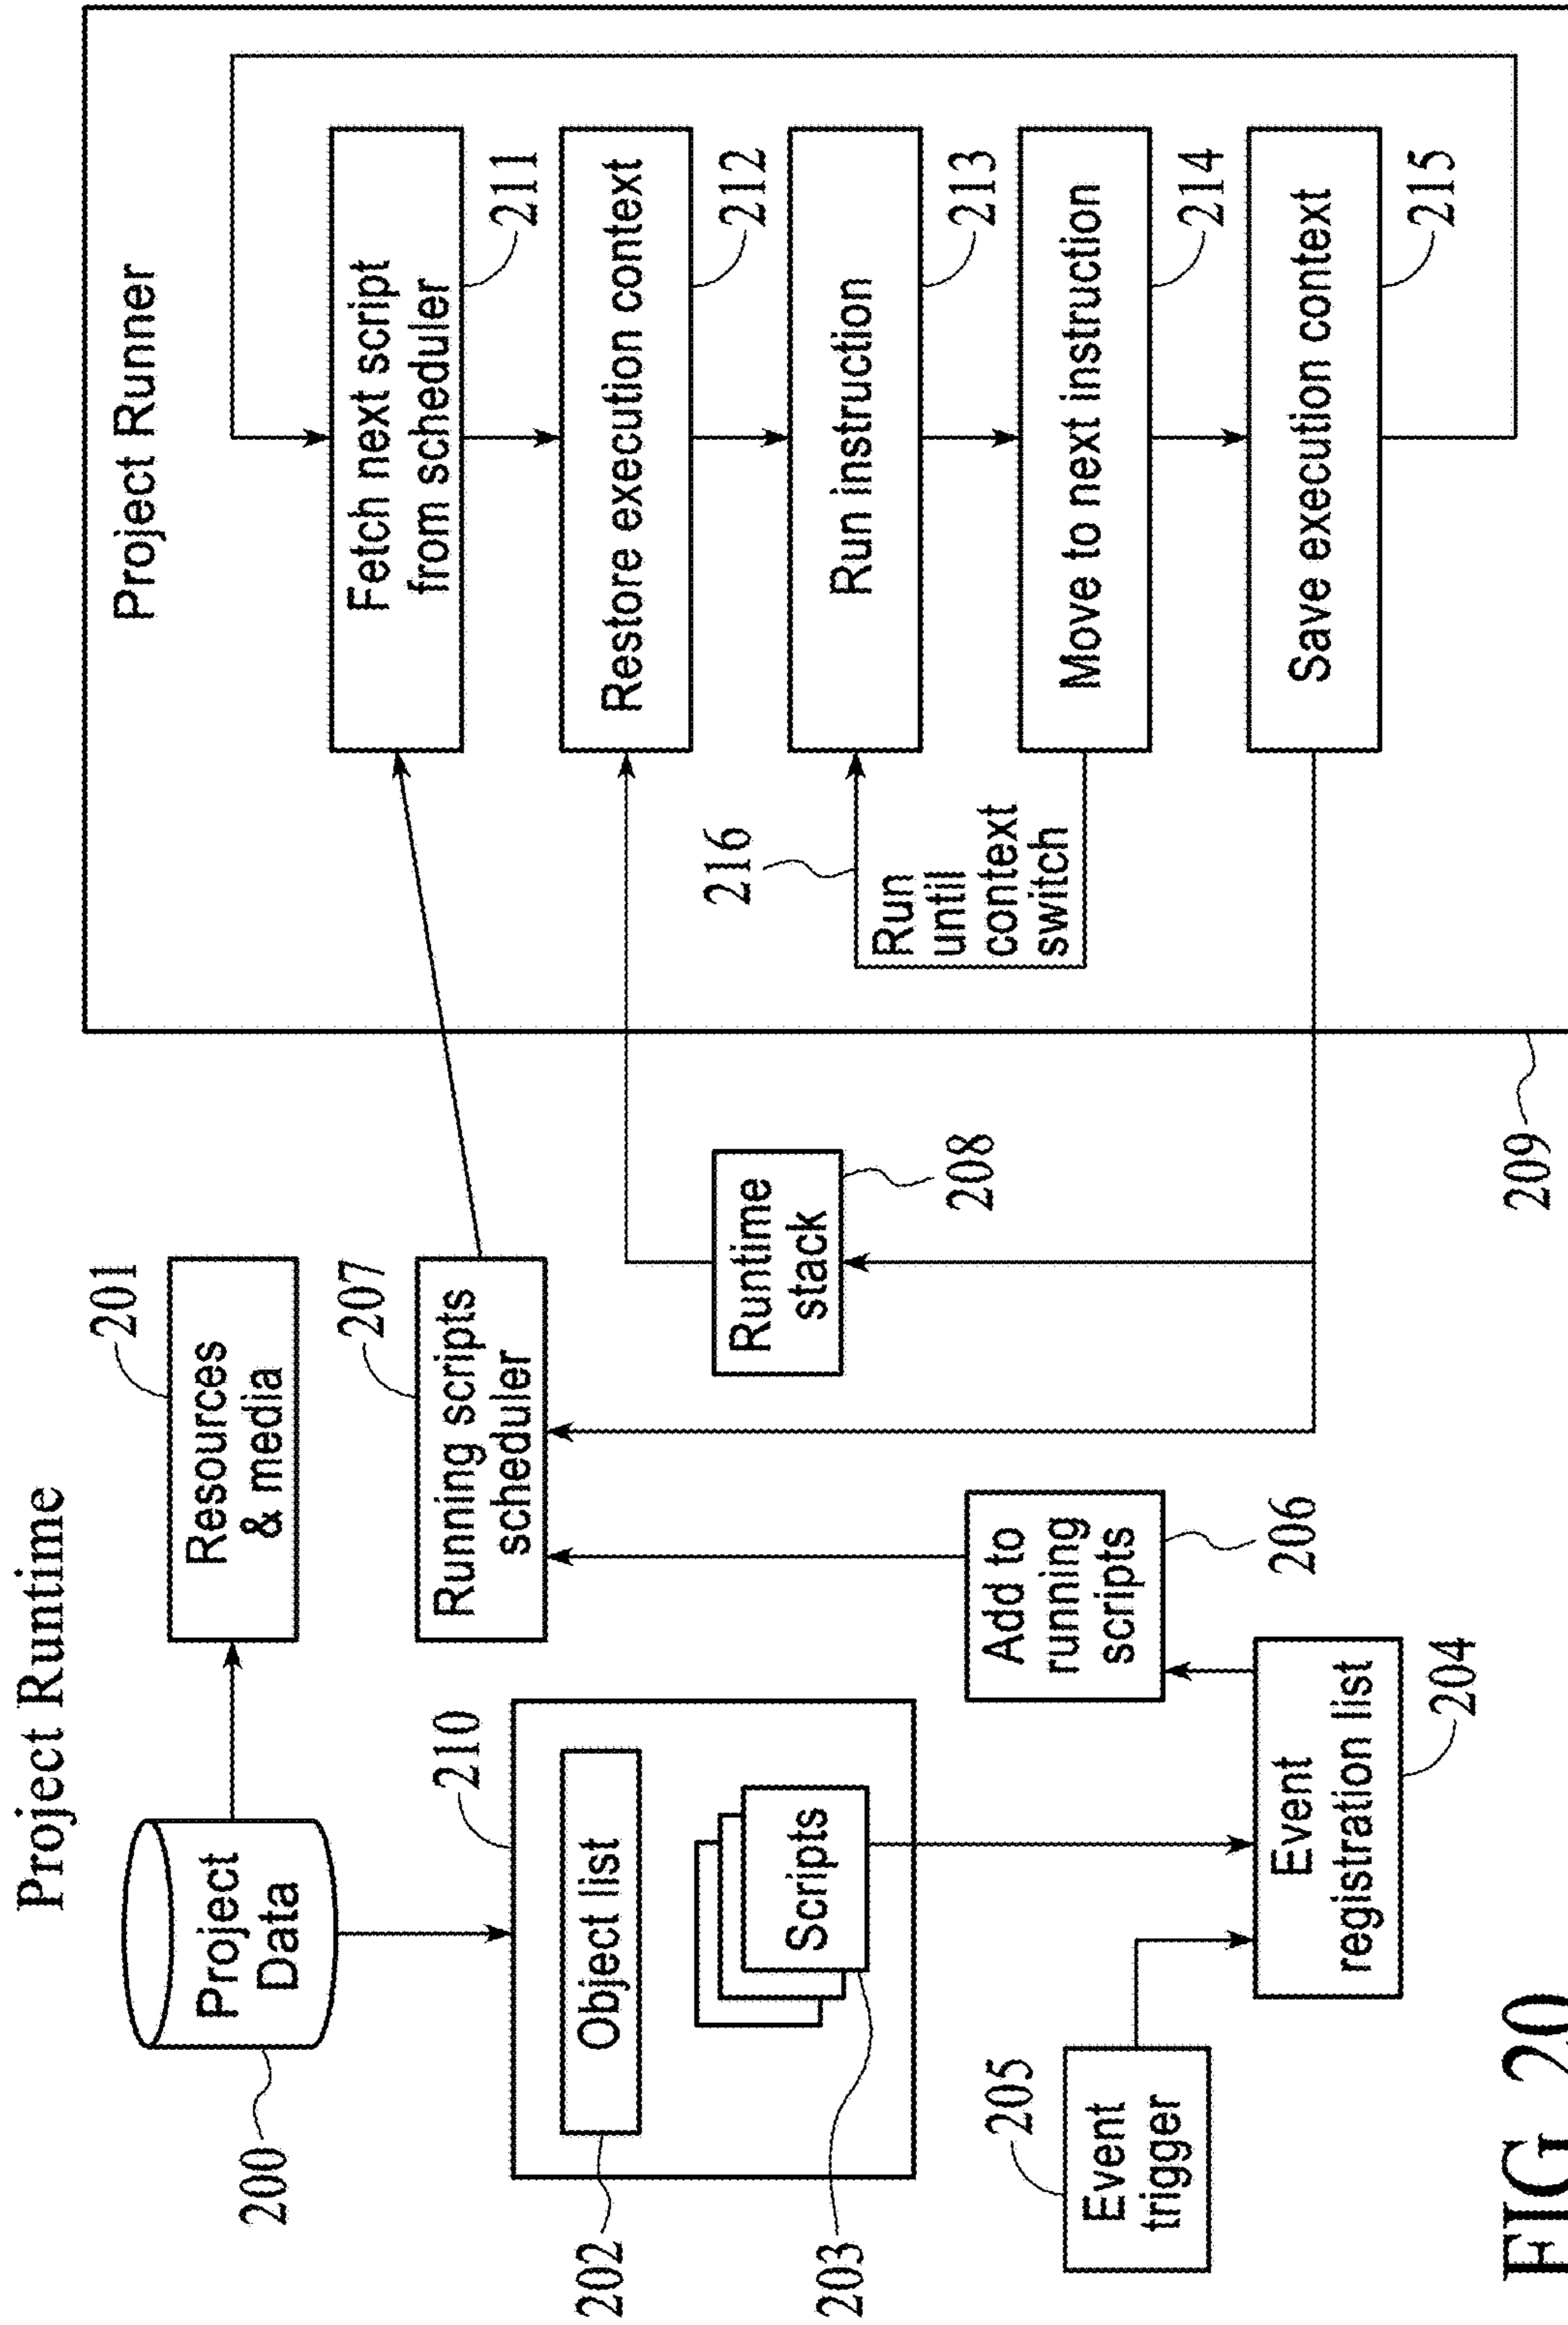 Project Runtime
Project
Data
200
Resources
& media
201
210
Object list
202
Scripts
203
Event
trigger
205
Event
registration list
204
Add to
running
scripts
206
Running scripts
scheduler
207
Runtime
stack
208
Project Runner
209
Fetch next script
from scheduler
211
Restore execution context
212
Run instruction
213
Move to next instruction
214
Save execution context
215
216
Run
until
context
switch
FIG. 20